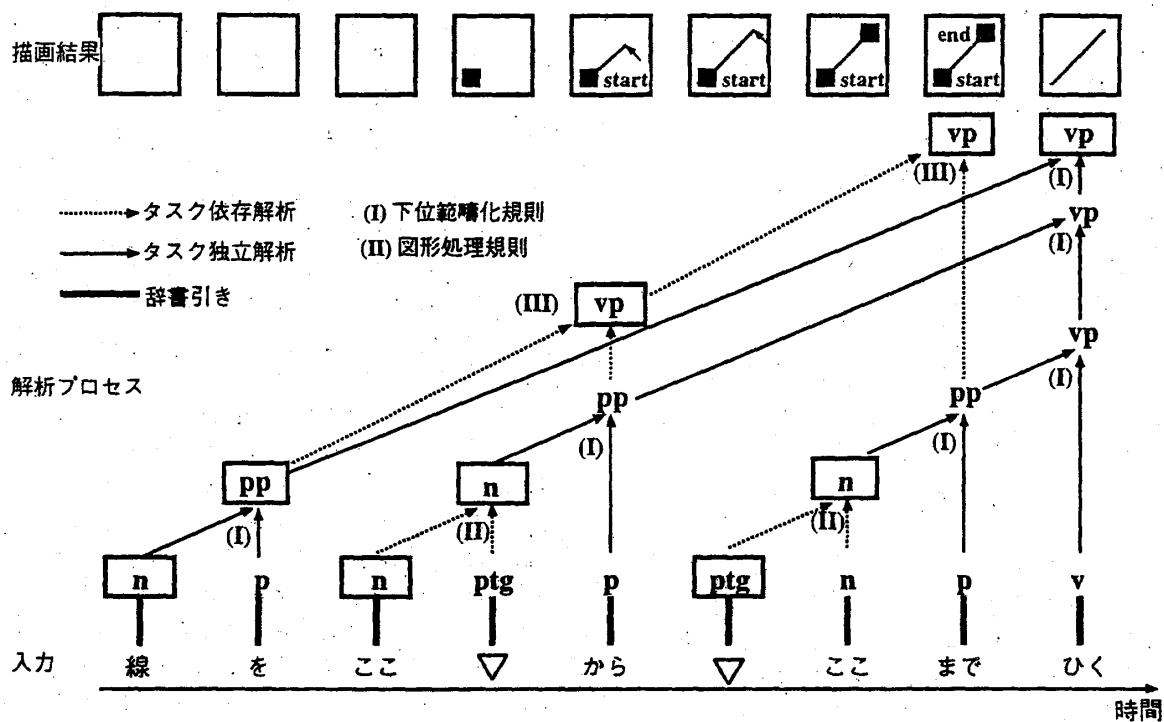 描画結果
start
start
start
end
start
vp
vp
(III)
(I)
タスク依存解析
(I) 下位範疇化規則
vp
タスク独立解析
(II) 図形処理規則
(I)
辞書引き
(III)
vp
vp
解析プロセス
(I)
pp
pp
(I)
(I)
pp
n
n
(I)
(II)
(II)
n
p
n
ptg
p
ptg
n
p
v
入力
線
を
ここ
▽
から
▽
ここ
まで
ひく
時間